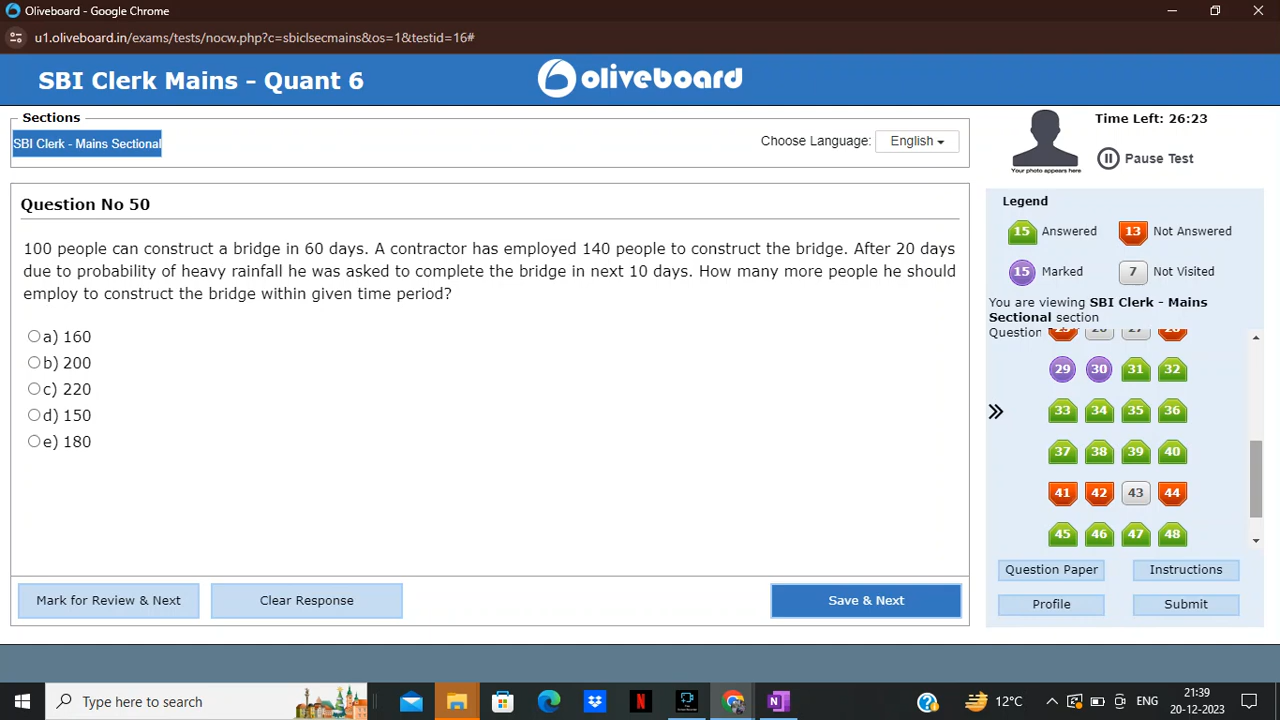 Oliveboard - Google Chrome
u1.oliveboard.in/exams/tests/nocw.php?c=sbiclsecmains&os=1&testid=16#
SBI Clerk Mains - Quant 6
oliveboard
Sections
SBI Clerk - Mains Sectional
Choose Language:
English
Your photo appears here
Time Left: 26:23
Pause Test
Question No 50
100 people can construct a bridge in 60 days. A contractor has employed 140 people to construct the bridge. After 20 days
due to probability of heavy rainfall he was asked to complete the bridge in next 10 days. How many more people he should
employ to construct the bridge within given time period?
a) 160
b) 200
c) 220
d) 150
e) 180
Mark for Review & Next
Clear Response
Save & Next
Legend
15 Answered 13 Not Answered
15 Marked 7 Not Visited
You are viewing SBI Clerk - Mains
Sectional section
Question
29 30 31 32
33 34 35 36
37 38 39 40
41 42 43 44
45 46 47 48
Question Paper Instructions
Profile Submit
Type here to search
12°C
ENG
21:39
20-12-2023